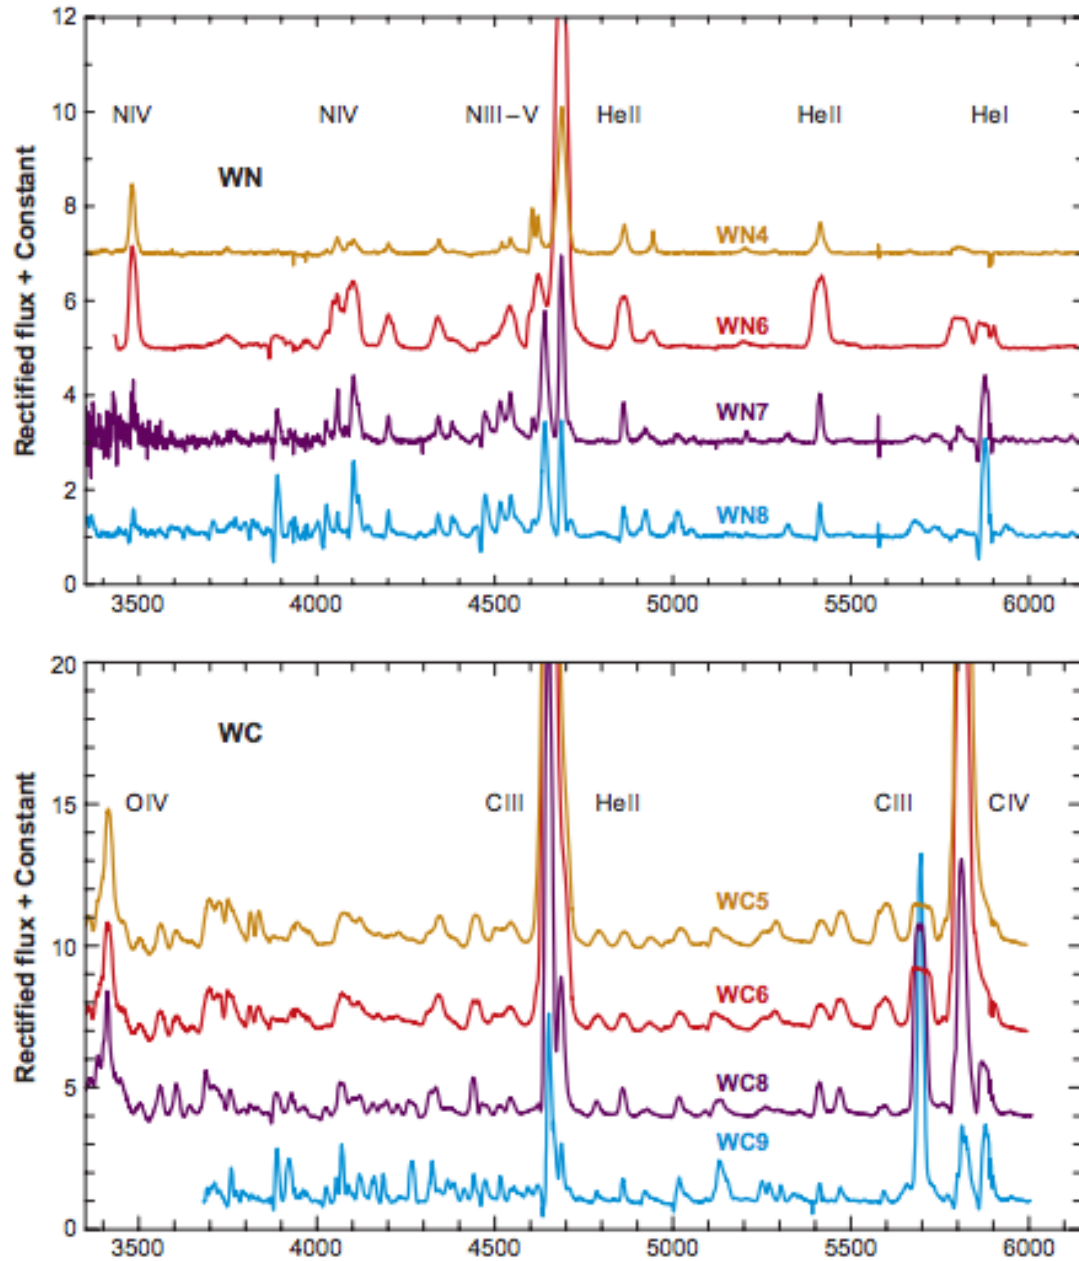 12
NIV NIV NIII–V HeII HeII HeI
10
WN
8
WN4
6
WN6
4
WN7
2
WN8
0
3500 4000 4500 5000 5500 6000
Rectified flux + Constant
20
WC
15
OIV CIII HeII CIII CIV
WC5
10
WC6
5
WC8
WC9
0
3500 4000 4500 5000 5500 6000
Rectified flux + Constant